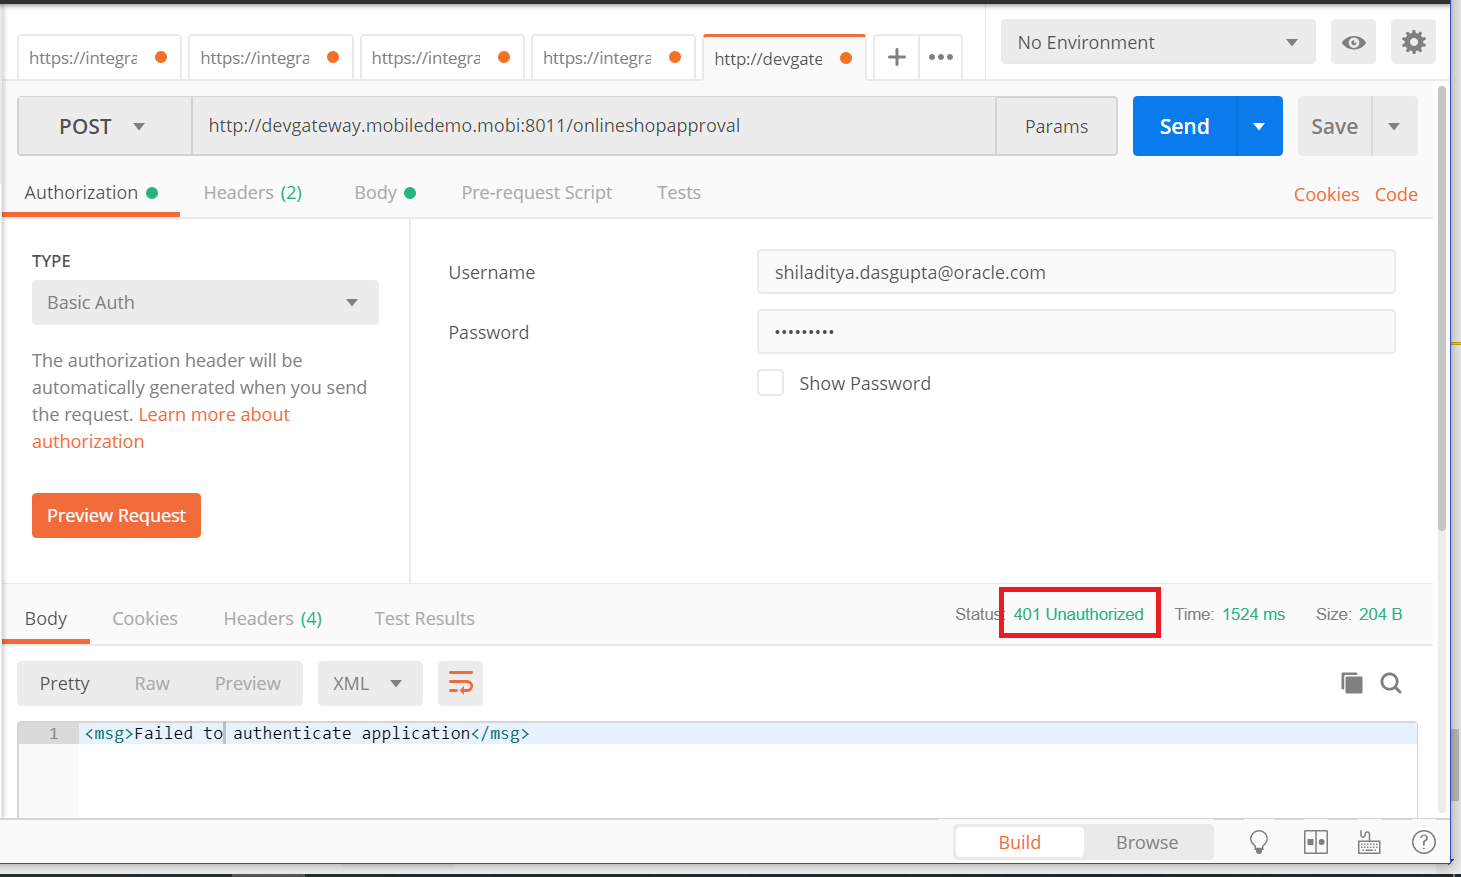 https://integra https://integra https://integra https://integra http://devgate No Environment
POST http://devgateway.mobiledemo.mobi:8011/onlineshopapproval Params Send Save
Authorization Headers (2) Body Pre-request Script Tests Cookies Code
TYPE
Basic Auth
The authorization header will be
automatically generated when you send
the request. Learn more about
authorization
Preview Request
Username shiladitya.dasgupta@oracle.com
Password •••••••••
Show Password
Body Cookies Headers (4) Test Results Status: 401 Unauthorized Time: 1524 ms Size: 204 B
Pretty Raw Preview XML
1 <msg>Failed to authenticate application</msg>
Build Browse